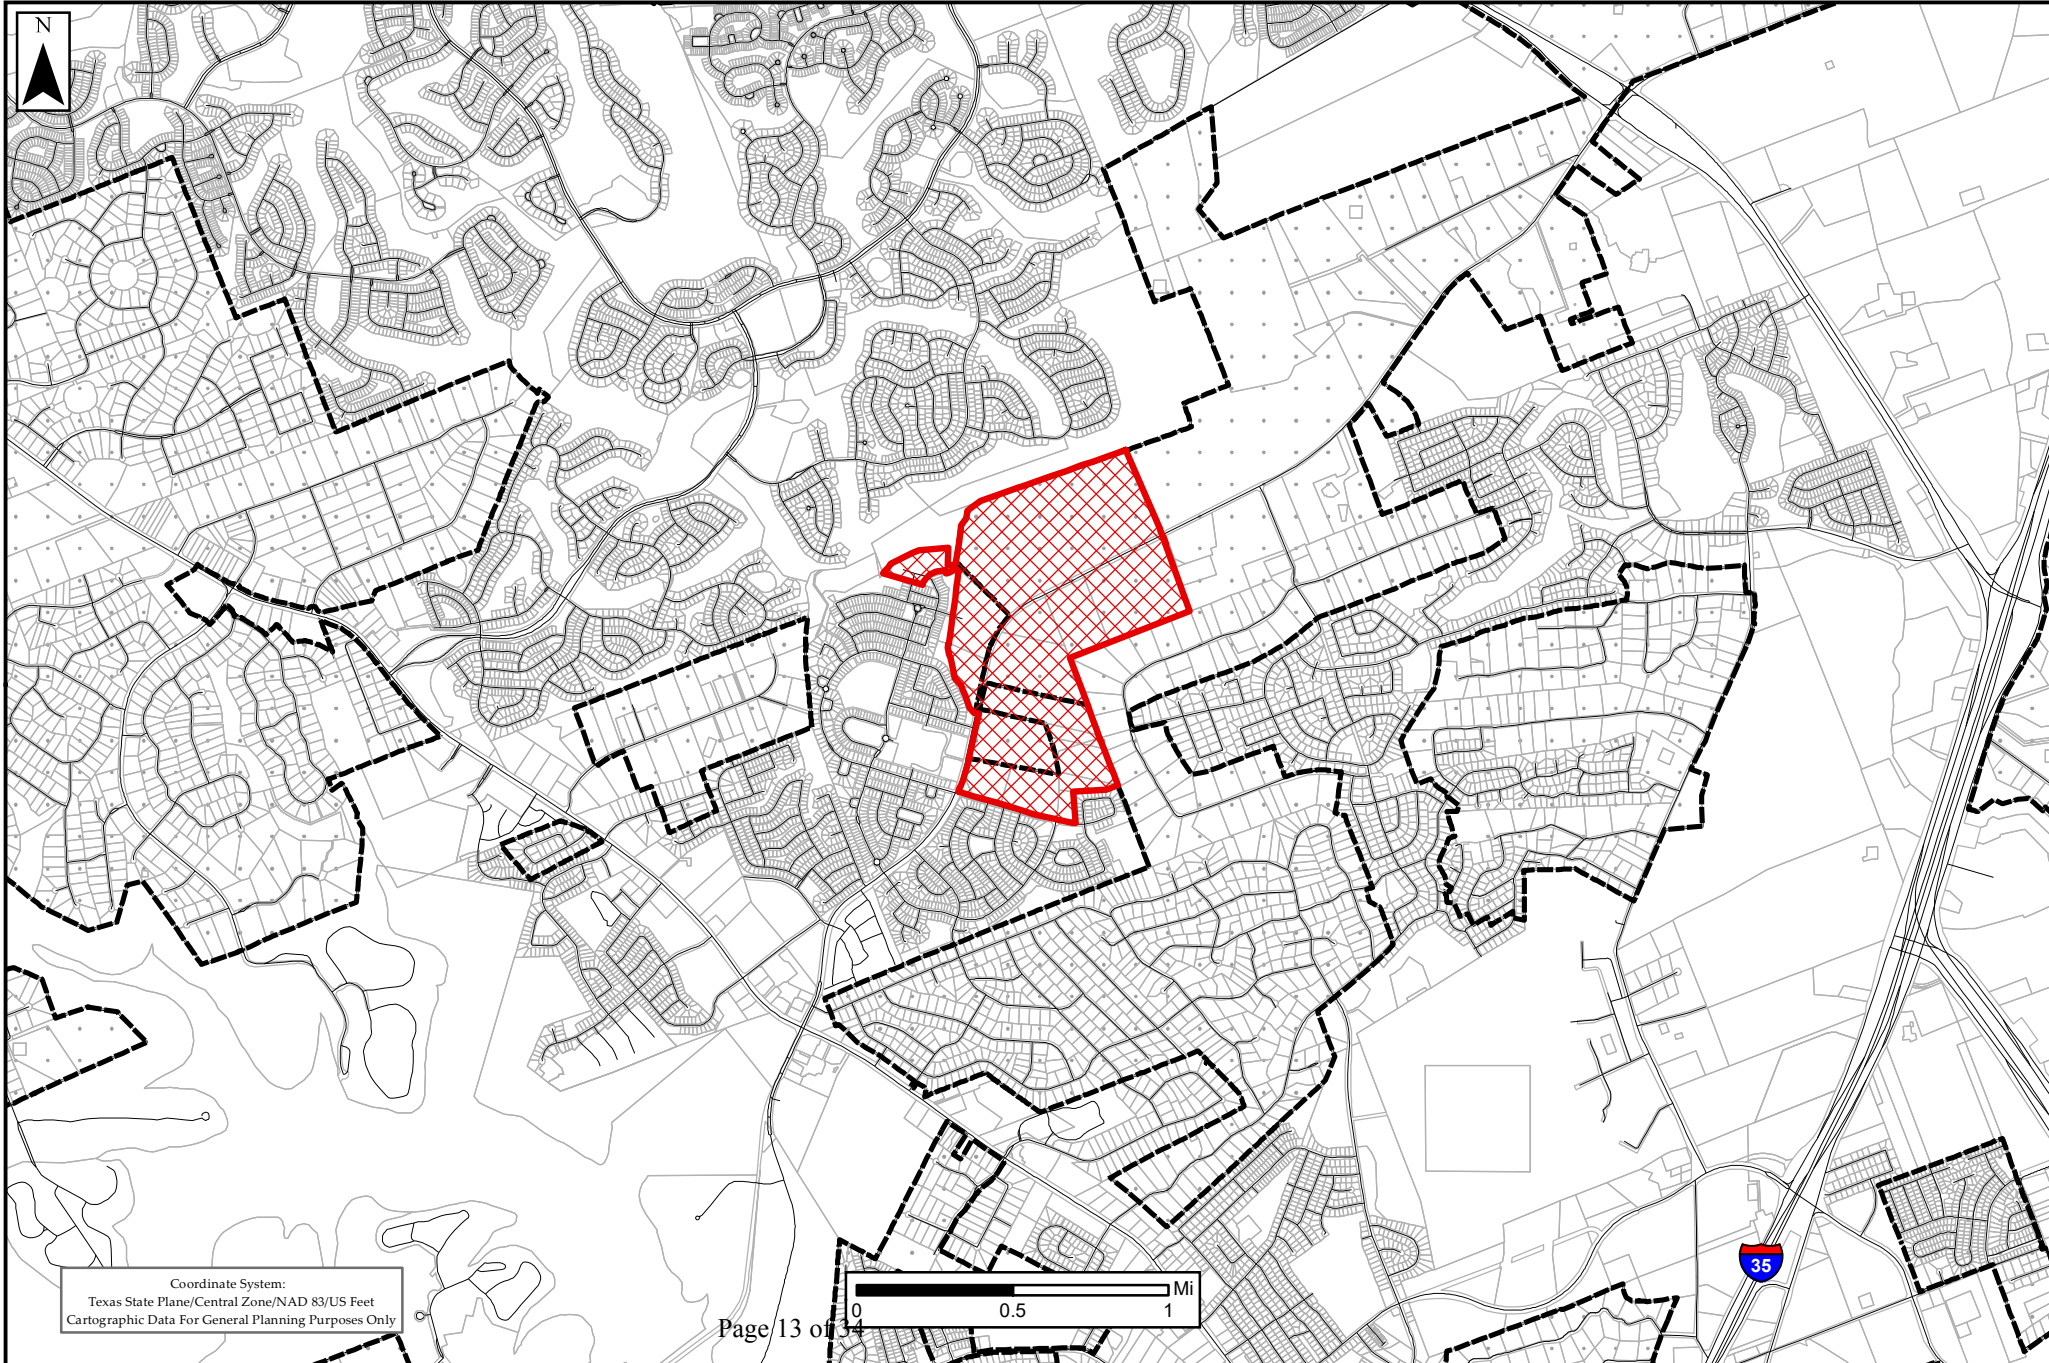 N
35
Coordinate System:
Texas State Plane/Central Zone/NAD 83/US Feet
Cartographic Data For General Planning Purposes Only
Mi
0 0.5 1
Page 13 of 34